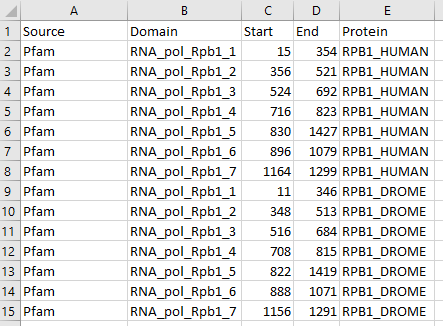 A B C D E
1 Source Domain Start End Protein
2 Pfam RNA_pol_Rpb1_1 15 354 RPB1_HUMAN
3 Pfam RNA_pol_Rpb1_2 356 521 RPB1_HUMAN
4 Pfam RNA_pol_Rpb1_3 524 692 RPB1_HUMAN
5 Pfam RNA_pol_Rpb1_4 716 823 RPB1_HUMAN
6 Pfam RNA_pol_Rpb1_5 830 1427 RPB1_HUMAN
7 Pfam RNA_pol_Rpb1_6 896 1079 RPB1_HUMAN
8 Pfam RNA_pol_Rpb1_7 1164 1299 RPB1_HUMAN
9 Pfam RNA_pol_Rpb1_1 11 346 RPB1_DROME
10 Pfam RNA_pol_Rpb1_2 348 513 RPB1_DROME
11 Pfam RNA_pol_Rpb1_3 516 684 RPB1_DROME
12 Pfam RNA_pol_Rpb1_4 708 815 RPB1_DROME
13 Pfam RNA_pol_Rpb1_5 822 1419 RPB1_DROME
14 Pfam RNA_pol_Rpb1_6 888 1071 RPB1_DROME
15 Pfam RNA_pol_Rpb1_7 1156 1291 RPB1_DROME